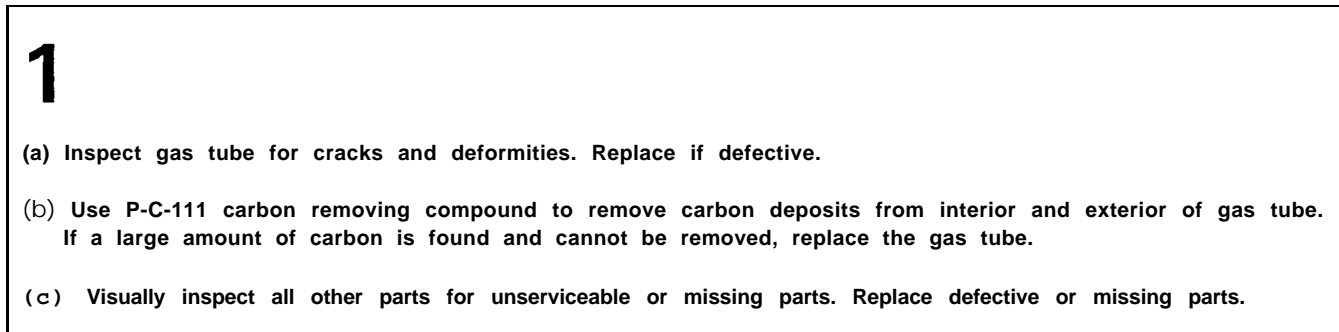 1
(a) Inspect gas tube for cracks and deformities. Replace if defective.
(b) Use P-C-111 carbon removing compound to remove carbon deposits from interior and exterior of gas tube.
If a large amount of carbon is found and cannot be removed, replace the gas tube.
(c) Visually inspect all other parts for unserviceable or missing parts. Replace defective or missing parts.